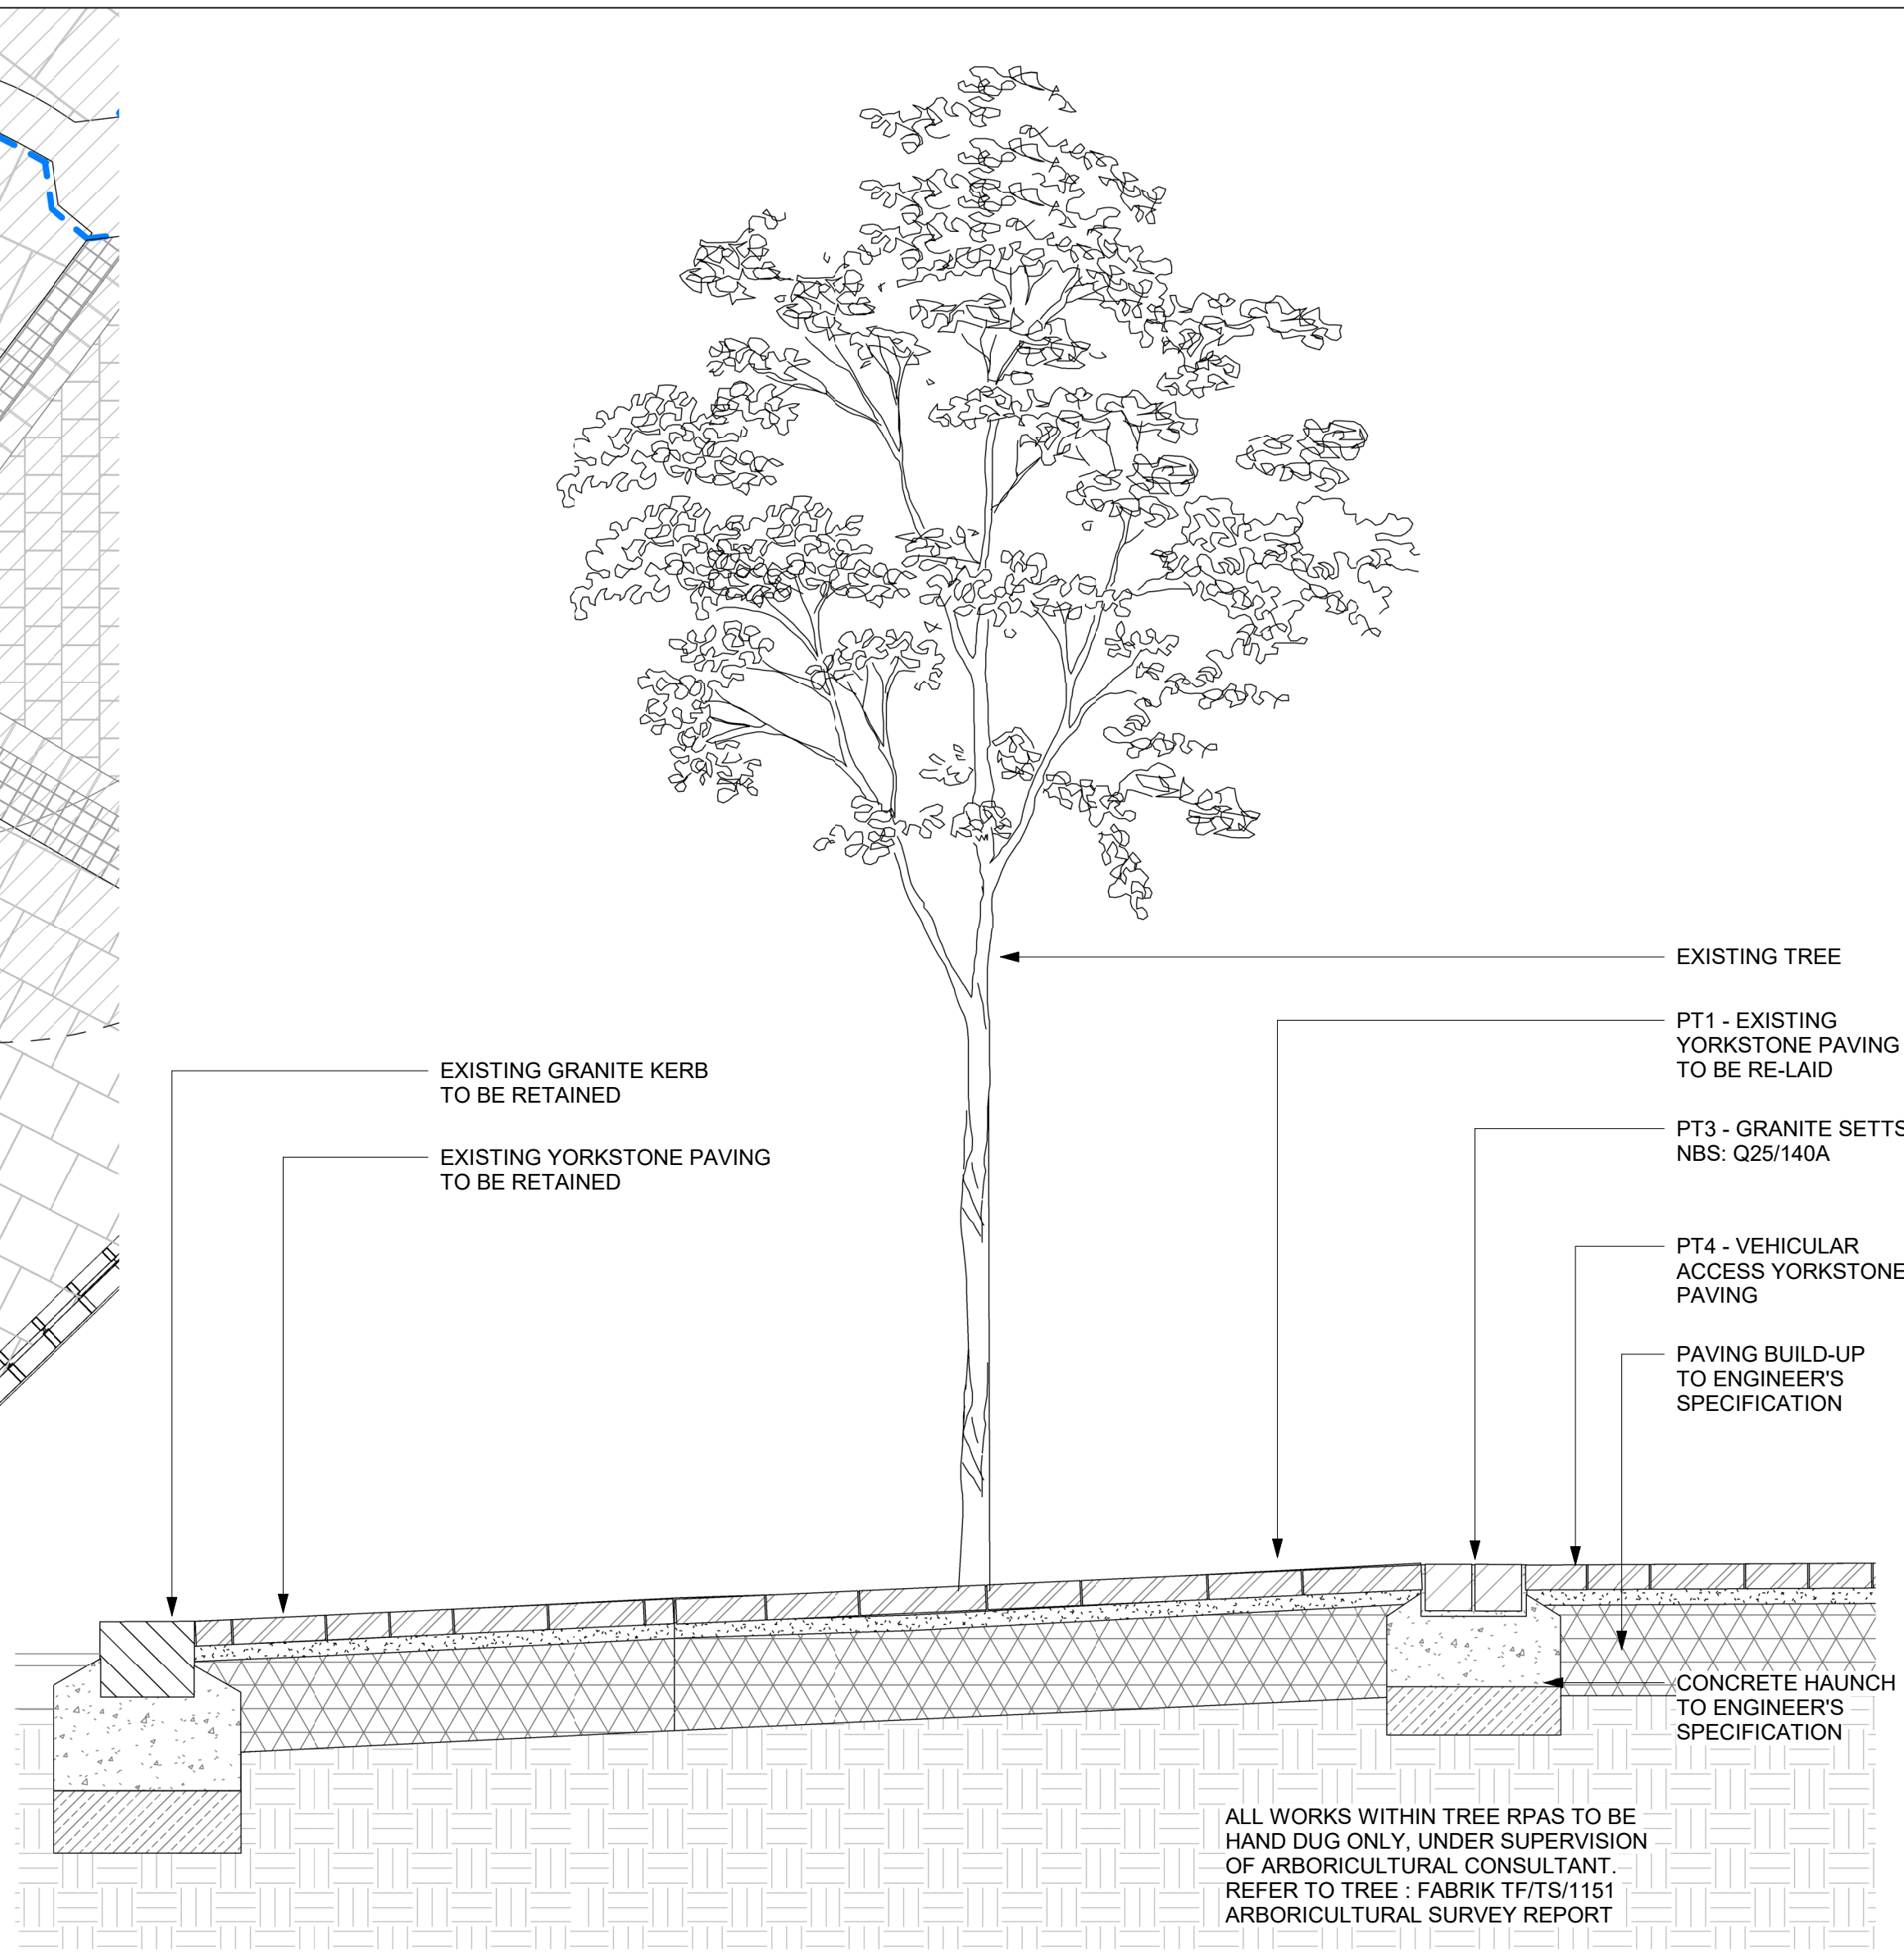 EXISTING TREE
PT1 - EXISTING
YORKSTONE PAVING
TO BE RE-LAID
EXISTING GRANITE KERB
TO BE RETAINED
PT3 - GRANITE SETTS
NBS: Q25/140A
EXISTING YORKSTONE PAVING
TO BE RETAINED
PT4 - VEHICULAR
ACCESS YORKSTONE
PAVING
PAVING BUILD-UP
TO ENGINEER'S
SPECIFICATION
CONCRETE HAUNCH
TO ENGINEER'S
SPECIFICATION
ALL WORKS WITHIN TREE RPAS TO BE
HAND DUG ONLY, UNDER SUPERVISION
OF ARBORICULTURAL CONSULTANT.
REFER TO TREE : FABRIK TF/TS/1151
ARBORICULTURAL SURVEY REPORT